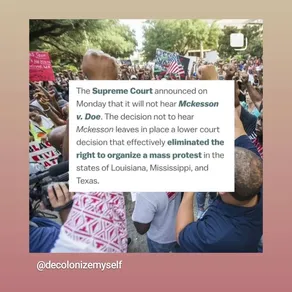 The Supreme Court announced on
Monday that it will not hear Mckesson
v. Doe. The decision not to hear
Mckesson leaves in place a lower court
decision that effectively eliminated the
right to organize a mass protest in the
states of Louisiana, Mississippi, and
Texas.
@decolonizemyself